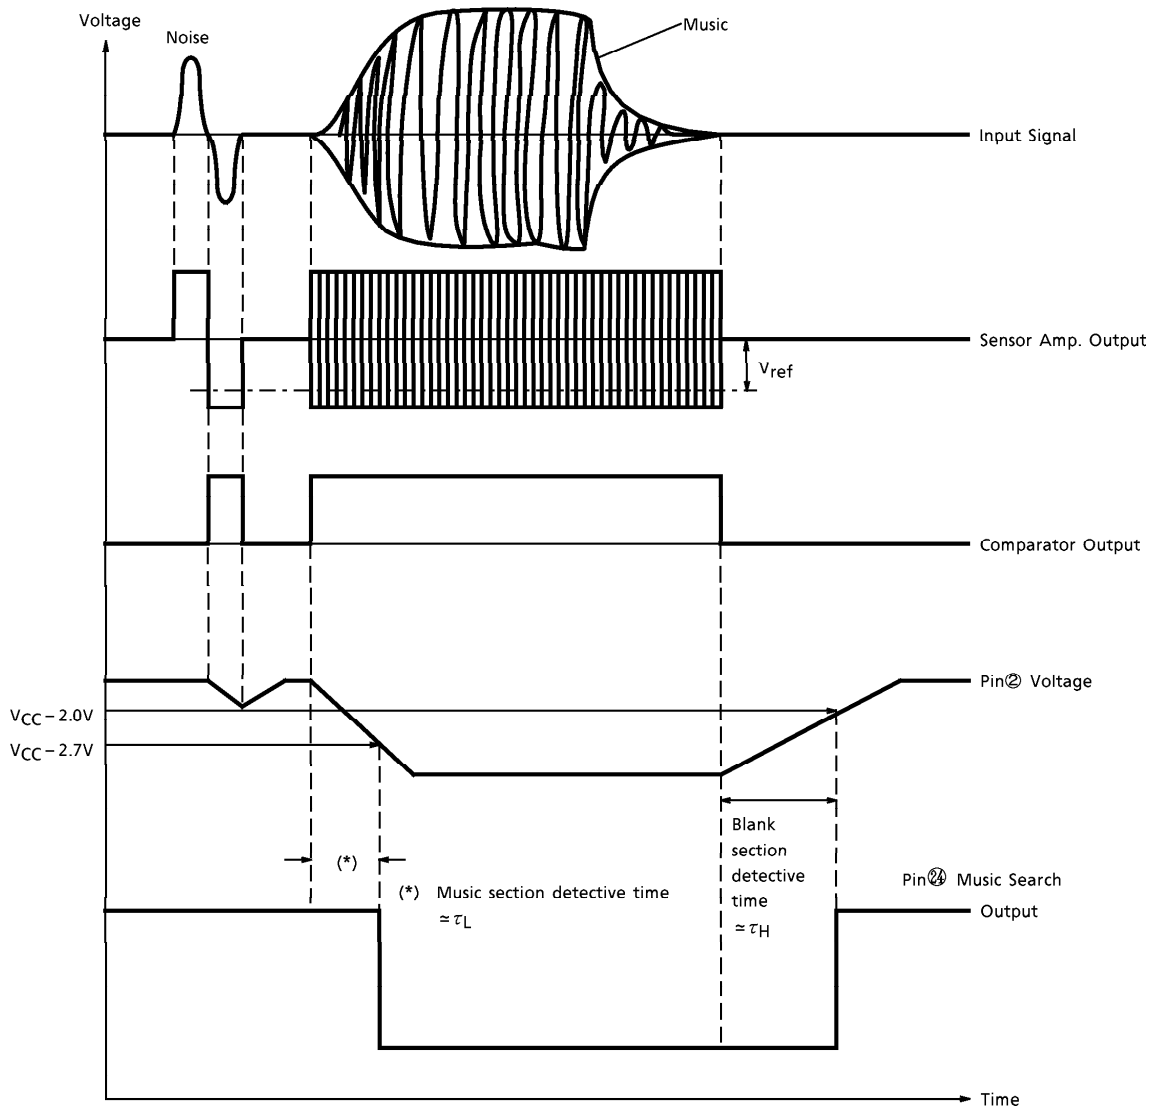 Voltage
Noise
Music
Input Signal
Sensor Amp. Output
Vref
Comparator Output
Pin② Voltage
VCC − 2.0V
VCC − 2.7V
Blank
section
detective
time
≃ τH
(*)
(*) Music section detective time
≃ τL
Pin㉔ Music Search
Output
Time